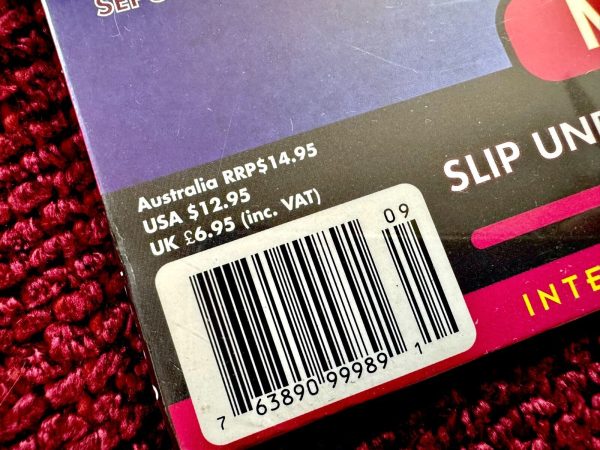 SEP
M
SLIP UND
Australia RRP$14.95
USA $12.95
UK £6.95 (inc. VAT)
09
7 63890 99989 1
INTE